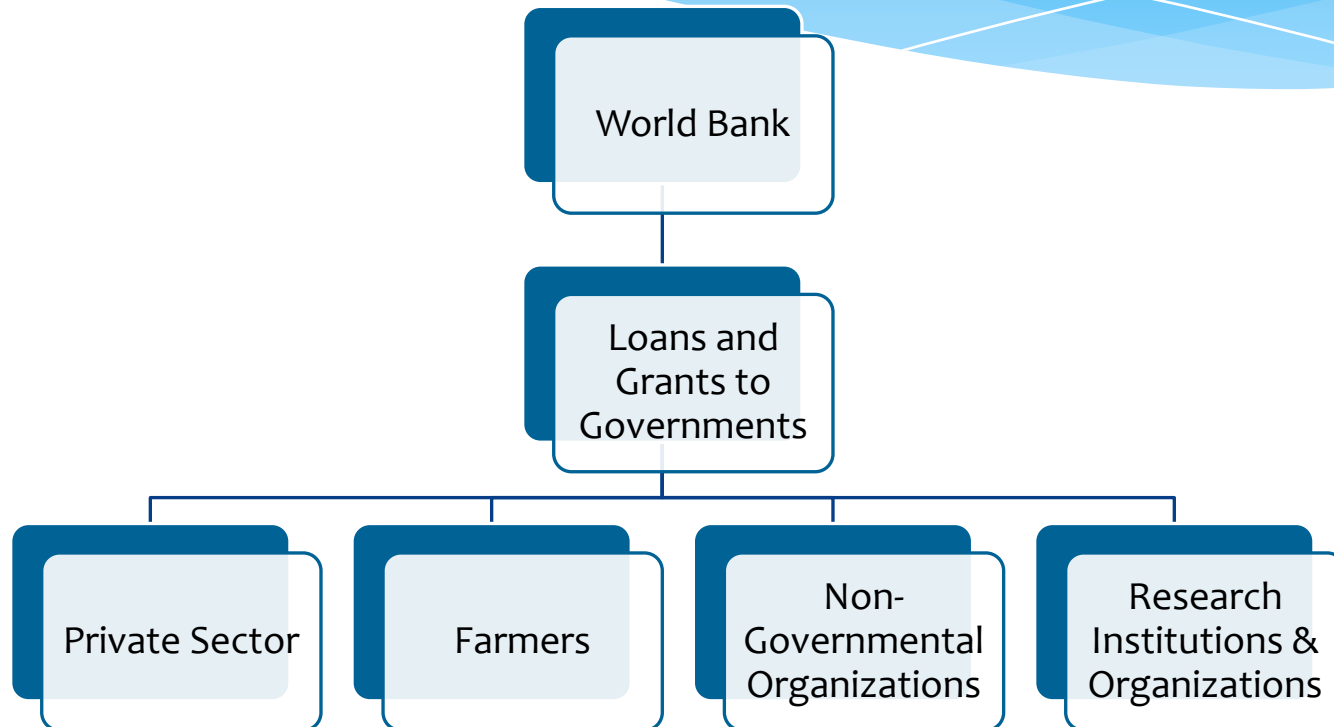 World Bank
Loans and
Grants to
Governments
Private Sector
Farmers
Non-
Governmental
Organizations
Research
Institutions &
Organizations